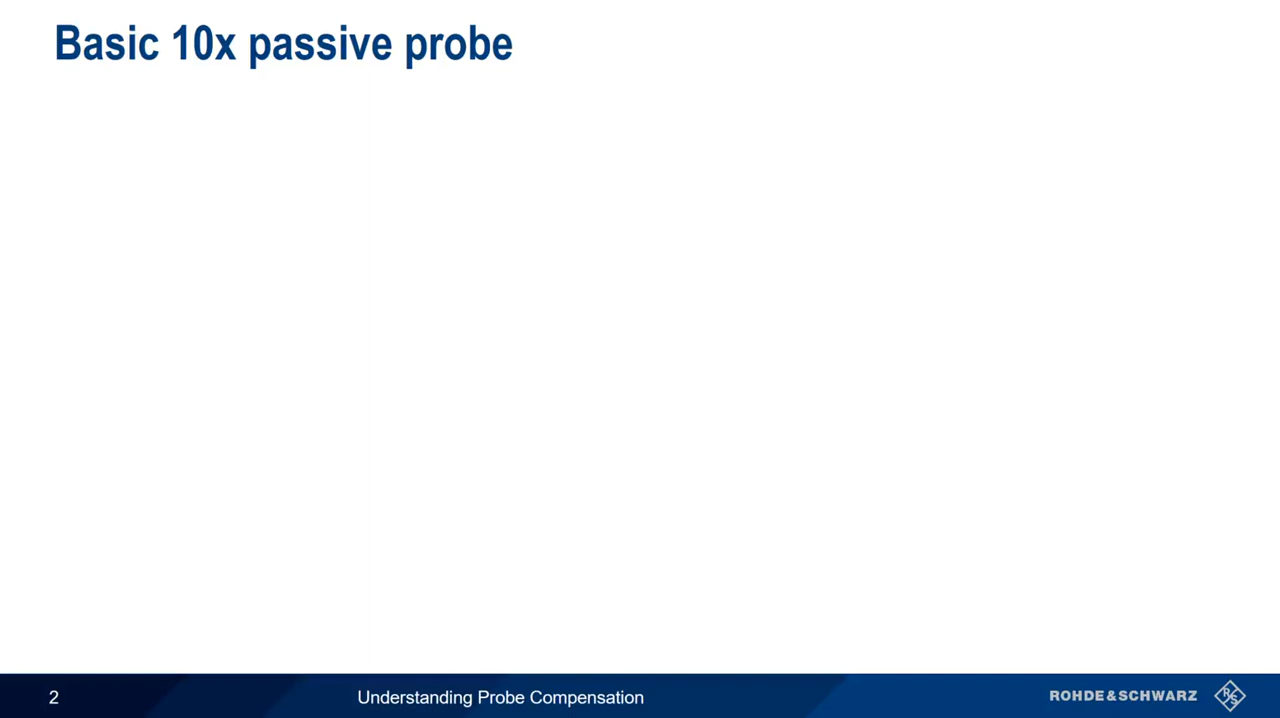 Basic 10x passive probe
2
Understanding Probe Compensation
ROHDE&SCHWARZ
R&S